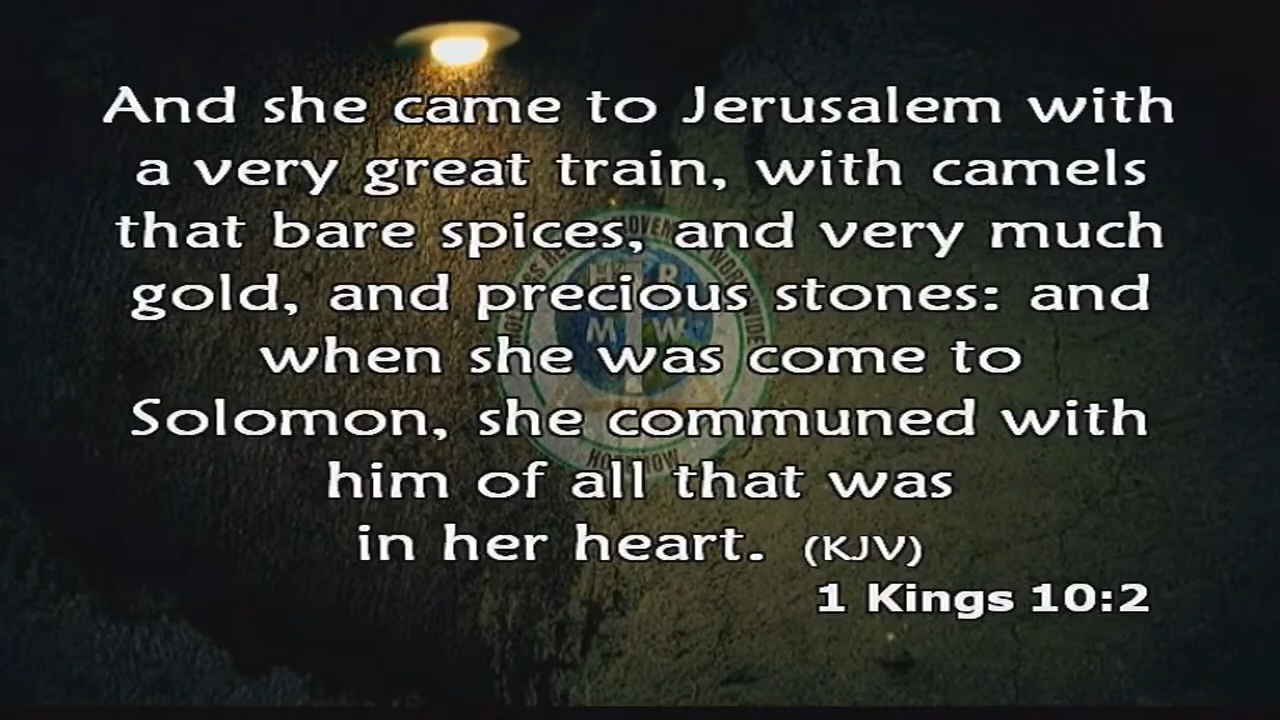 And she came to Jerusalem with
a very great train, with camels
that bare spices, and very much
gold, and precious stones: and
when she was come to
Solomon, she communed with
him of all that was
in her heart. (KJV)
1 Kings 10:2
H R
M W